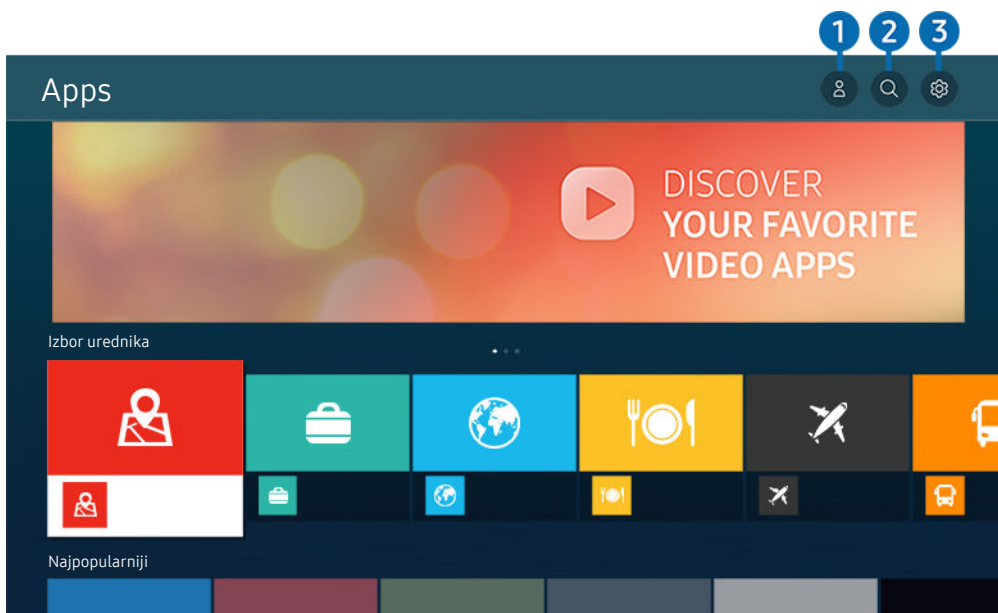 1 2 3
Apps
DISCOVER
YOUR FAVORITE
VIDEO APPS
Izbor urednika
Najpopularniji